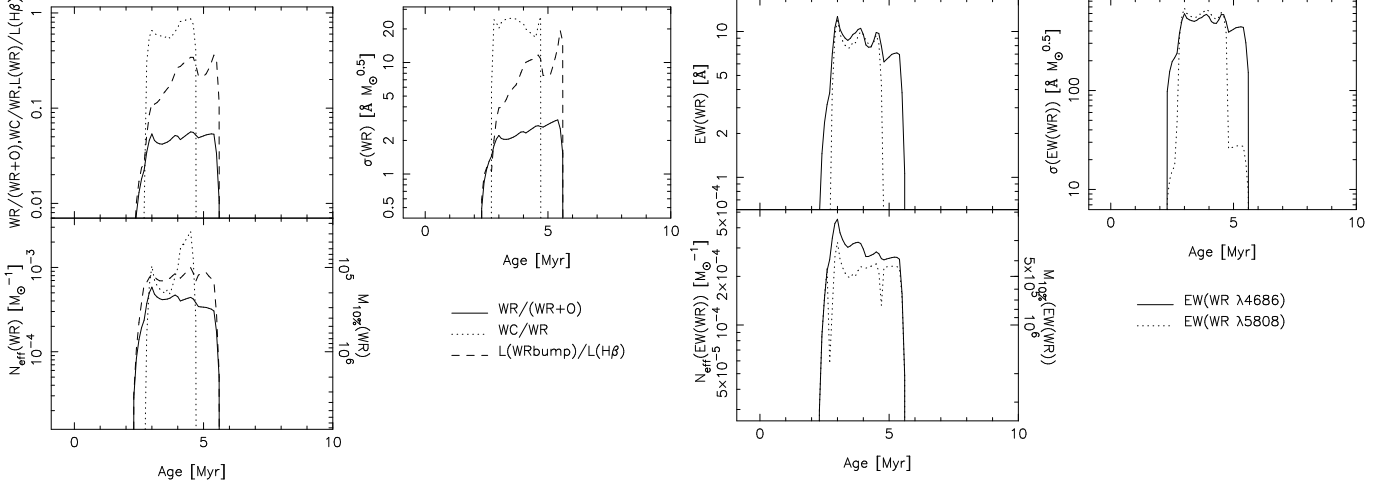 WR/(WR+O),WC/WR,L(WR)/L(Hβ)
1
0.1
0.01
N_eff(WR) [M_⊙^−1]
10^−3
10^−4
10^5
10^6
M_10%(WR)
0 5 10
Age [Myr]
σ(WR) [Å M_⊙^0.5]
20
10
5
2
1
0.5
0 5 10
Age [Myr]
WR/(WR+O)
WC/WR
L(WRbump)/L(Hβ)
EW(WR) [Å]
10
5
2
1
N_eff(EW(WR)) [M_⊙^−1]
5×10^−4
2×10^−4
10^−4
5×10^−5
5×10^5
10^6
M_10%(EW(WR))
0 5 10
Age [Myr]
σ(EW(WR)) [Å M_⊙^0.5]
100
10
0 5 10
Age [Myr]
EW(WR λ4686)
EW(WR λ5808)